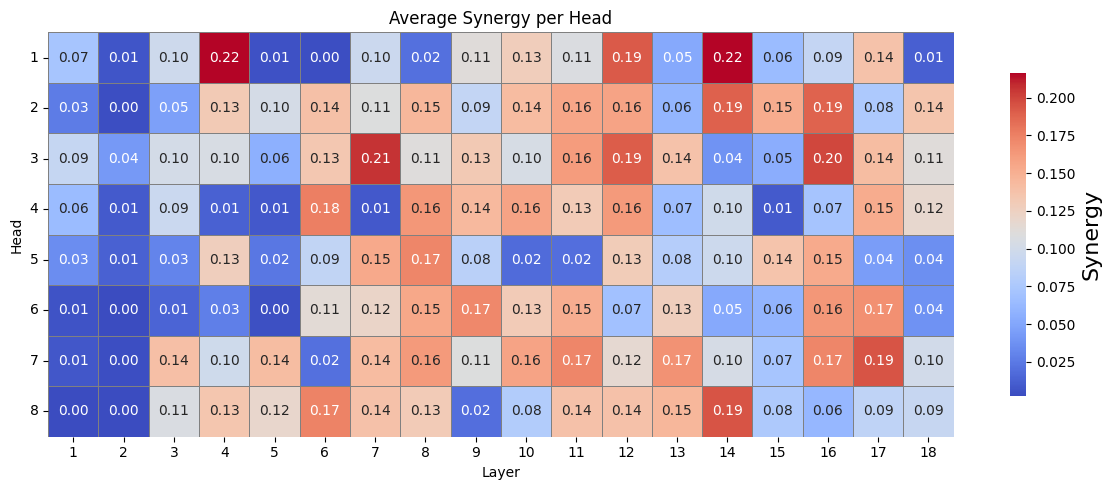 Average Synergy per Head
1 0.07 0.01 0.10 0.22 0.01 0.00 0.10 0.02 0.11 0.13 0.11 0.19 0.05 0.22 0.06 0.09 0.14 0.01
2 0.03 0.00 0.05 0.13 0.10 0.14 0.11 0.15 0.09 0.14 0.16 0.16 0.06 0.19 0.15 0.19 0.08 0.14
3 0.09 0.04 0.10 0.10 0.06 0.13 0.21 0.11 0.13 0.10 0.16 0.19 0.14 0.04 0.05 0.20 0.14 0.11
4 0.06 0.01 0.09 0.01 0.01 0.18 0.01 0.16 0.14 0.16 0.13 0.16 0.07 0.10 0.01 0.07 0.15 0.12
5 0.03 0.01 0.03 0.13 0.02 0.09 0.15 0.17 0.08 0.02 0.02 0.13 0.08 0.10 0.14 0.15 0.04 0.04
6 0.01 0.00 0.01 0.03 0.00 0.11 0.12 0.15 0.17 0.13 0.15 0.07 0.13 0.05 0.06 0.16 0.17 0.04
7 0.01 0.00 0.14 0.10 0.14 0.02 0.14 0.16 0.11 0.16 0.17 0.12 0.17 0.10 0.07 0.17 0.19 0.10
8 0.00 0.00 0.11 0.13 0.12 0.17 0.14 0.13 0.02 0.08 0.14 0.14 0.15 0.19 0.08 0.06 0.09 0.09
1 2 3 4 5 6 7 8 9 10 11 12 13 14 15 16 17 18
Layer
Head
0.200
0.175
0.150
0.125
0.100
0.075
0.050
0.025
Synergy